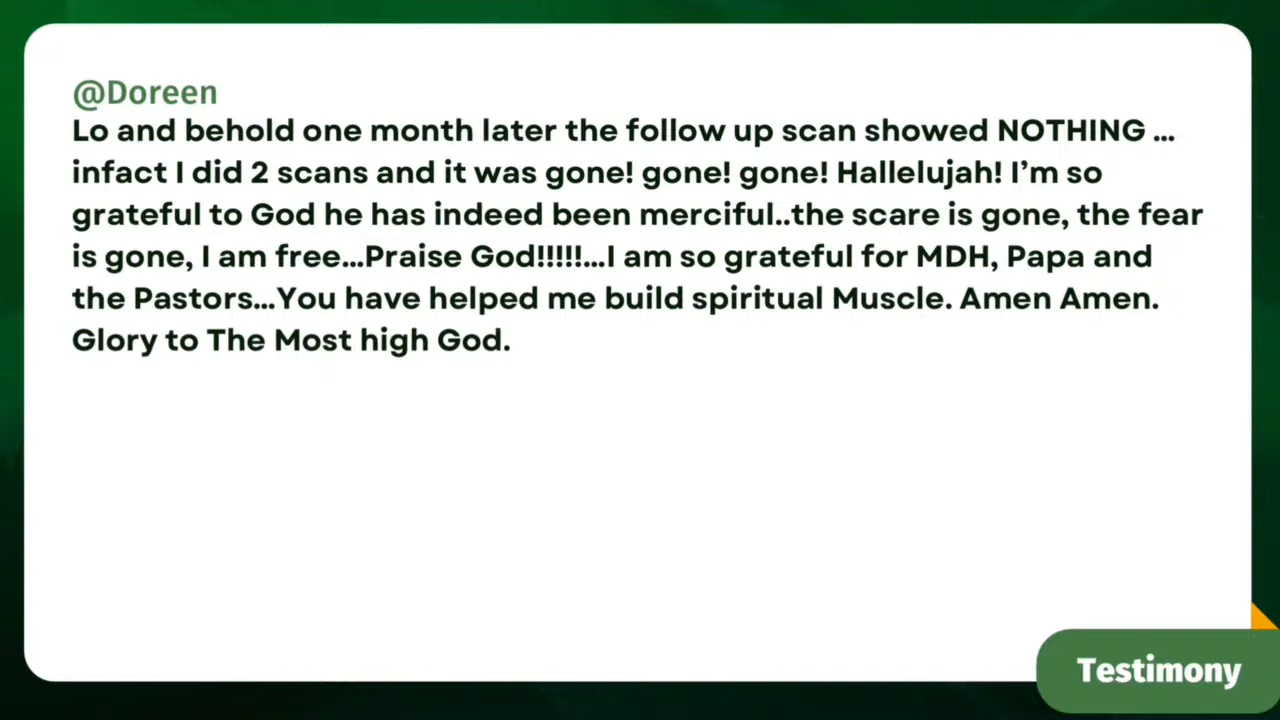 @Doreen
Lo and behold one month later the follow up scan showed NOTHING ...
infact I did 2 scans and it was gone! gone! gone! Hallelujah! I’m so
grateful to God he has indeed been merciful..the scare is gone, the fear
is gone, I am free...Praise God!!!!!...I am so grateful for MDH, Papa and
the Pastors...You have helped me build spiritual Muscle. Amen Amen.
Glory to The Most high God.
Testimony